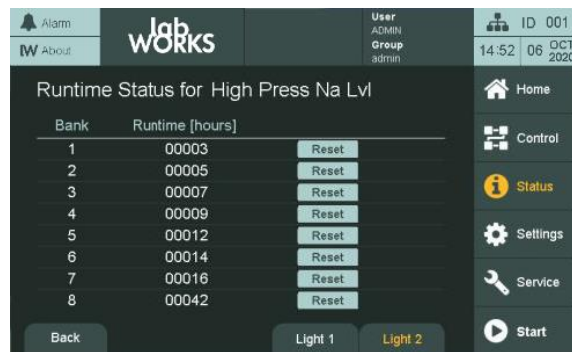 Alarm
IW About
lab
WORKS
User
ADMIN
Group
admin
ID 001
14:52 06 OCT 2020
Runtime Status for High Press Na Lvl
Bank Runtime [hours]
1 00003 Reset
2 00005 Reset
3 00007 Reset
4 00009 Reset
5 00012 Reset
6 00014 Reset
7 00016 Reset
8 00042 Reset
Back Light 1 Light 2
Home
Control
Status
Settings
Service
Start